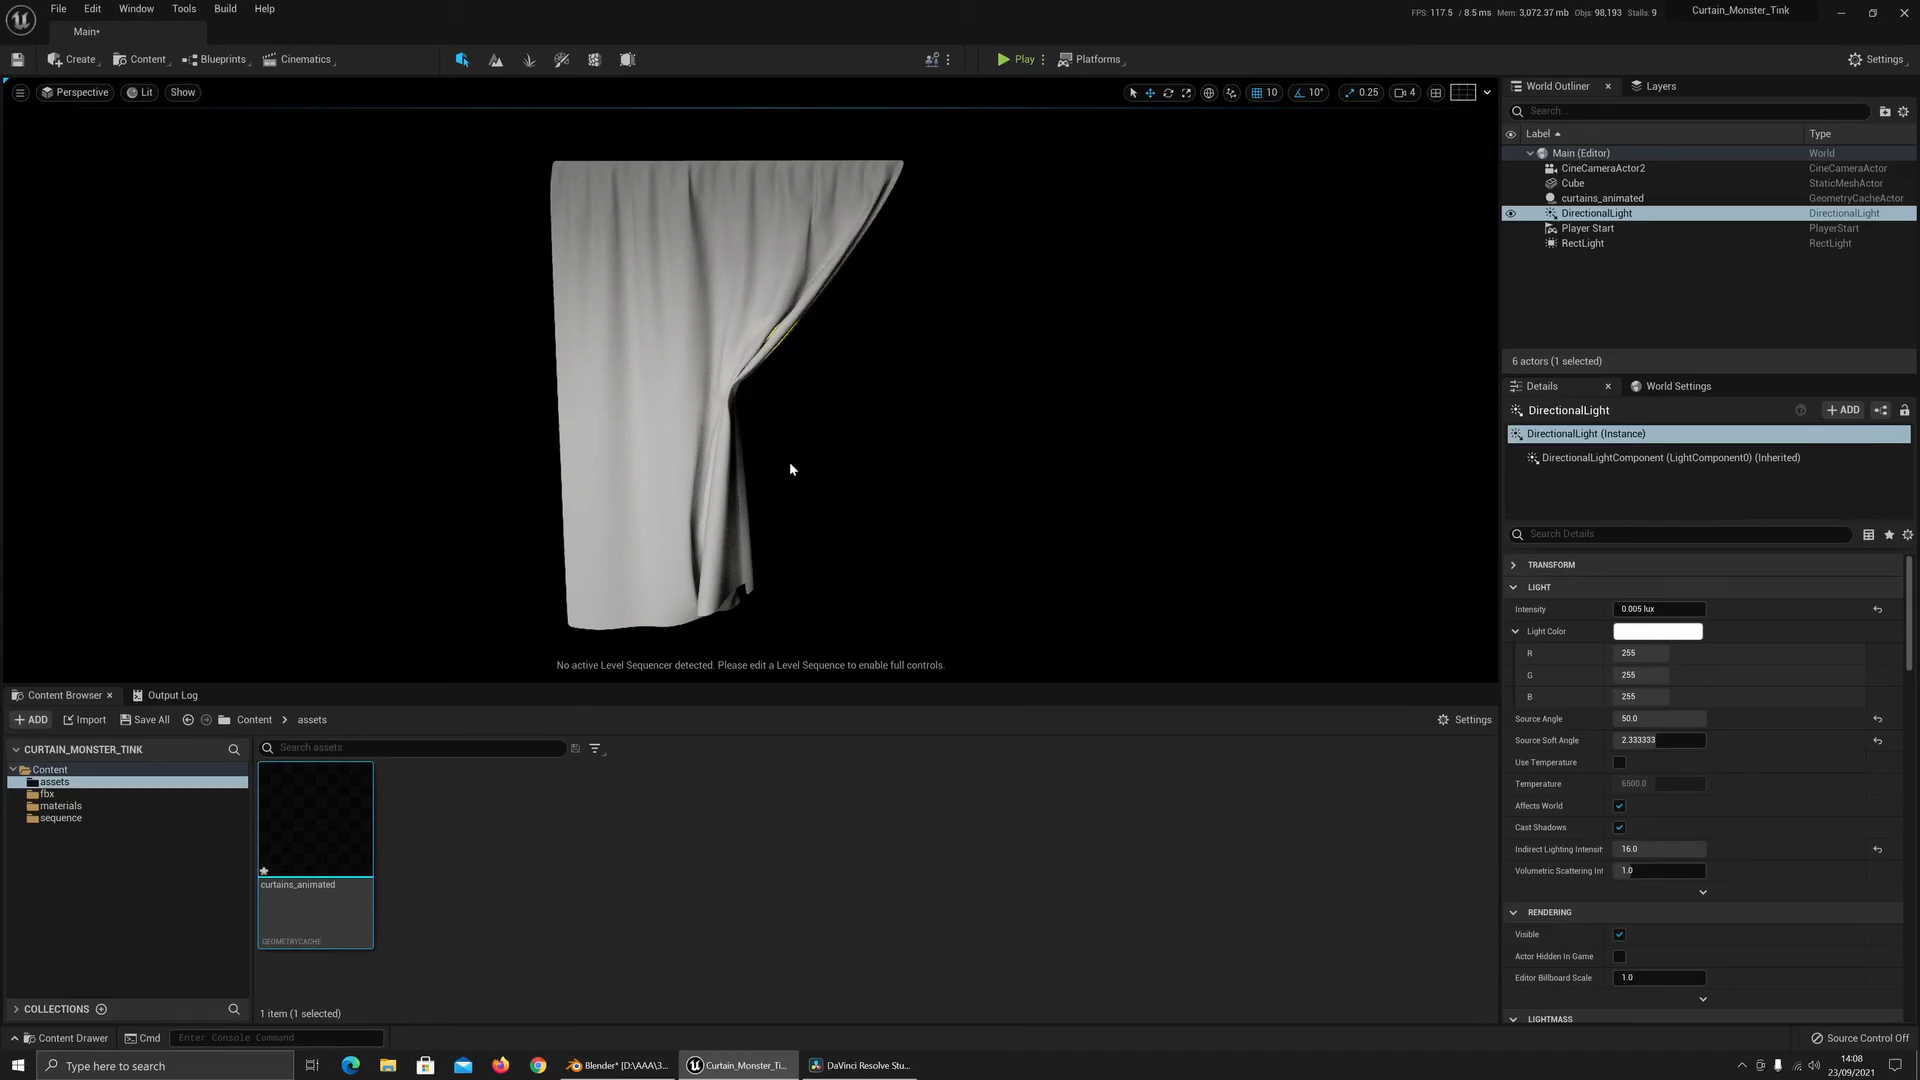 File Edit Window Tools Build Help
FPS: 117.5 / 8.5 ms Mem: 3,072.37 mb Objs: 98,193 Stalls: 9
Curtain_Monster_Tink
Main*
Create Content Blueprints Cinematics
Play Platforms
Settings
Perspective Lit Show
10 10° 0.25 4
World Outliner Layers
Search...
Label Type
Main (Editor) World
CineCameraActor2 CineCameraActor
Cube StaticMeshActor
curtains_animated GeometryCacheActor
DirectionalLight DirectionalLight
Player Start PlayerStart
RectLight RectLight
6 actors (1 selected)
Details World Settings
DirectionalLight ADD
DirectionalLight (Instance)
DirectionalLightComponent (LightComponent0) (Inherited)
Search Details
TRANSFORM
LIGHT
Intensity 0.005 lux
Light Color
R 255
G 255
B 255
Source Angle 50.0
Source Soft Angle 2.333333
Use Temperature
Temperature 6500.0
Affects World
Cast Shadows
Indirect Lighting Intensit 16.0
Volumetric Scattering Int 1.0
RENDERING
Visible
Actor Hidden In Game
Editor Billboard Scale 1.0
LIGHTMASS
No active Level Sequencer detected. Please edit a Level Sequence to enable full controls.
Content Browser Output Log
ADD Import Save All Content assets
Settings
CURTAIN_MONSTER_TINK
Search assets
Content
assets
fbx
materials
sequence
curtains_animated
GEOMETRYCACHE
COLLECTIONS
1 item (1 selected)
Content Drawer Cmd Enter Console Command
Source Control Off
Type here to search
Blender* [D:\AAA\3...
Curtain_Monster_Ti...
DaVinci Resolve Stu...
14:08
23/09/2021